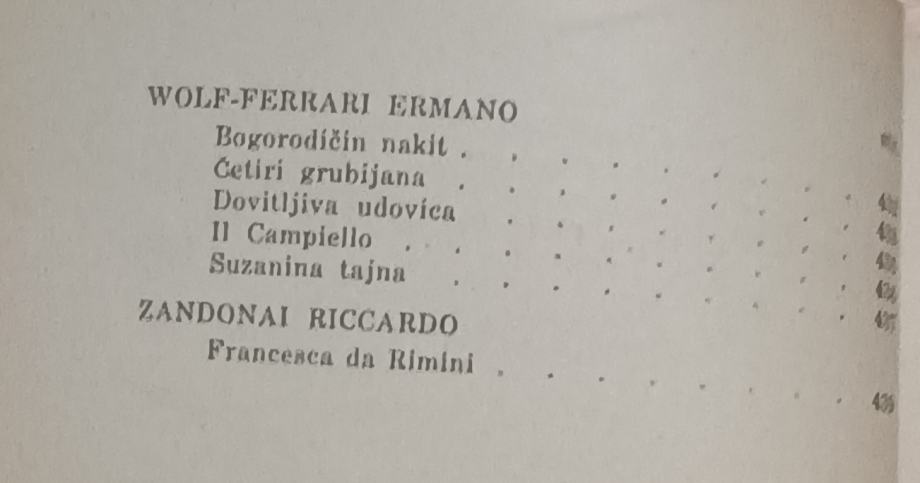 WOLF-FERRARI ERMANO
Bogorodičin nakit . . . . . . . . .
Četiri grubijana . . . . . . . . .
Dovitljiva udovica . . . . . . . .
Il Campiello . . . . . . . . . .
Suzanina tajna . . . . . . . . .
ZANDONAI RICCARDO
Francesca da Rimini . . . . . . . .